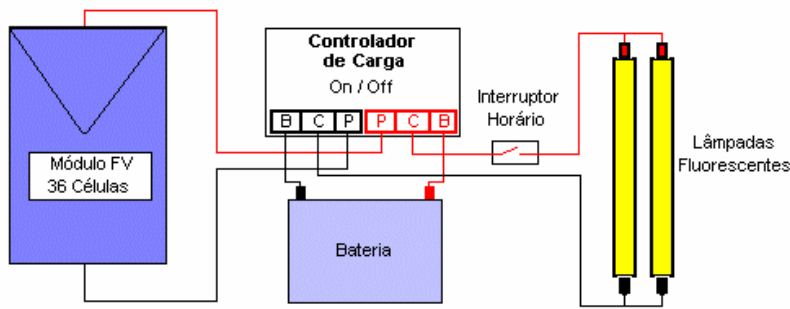 Controlador
de Carga
On / Off
B C P P C B
Interruptor
Horário
Módulo FV
36 Células
Lâmpadas
Fluorescentes
Bateria